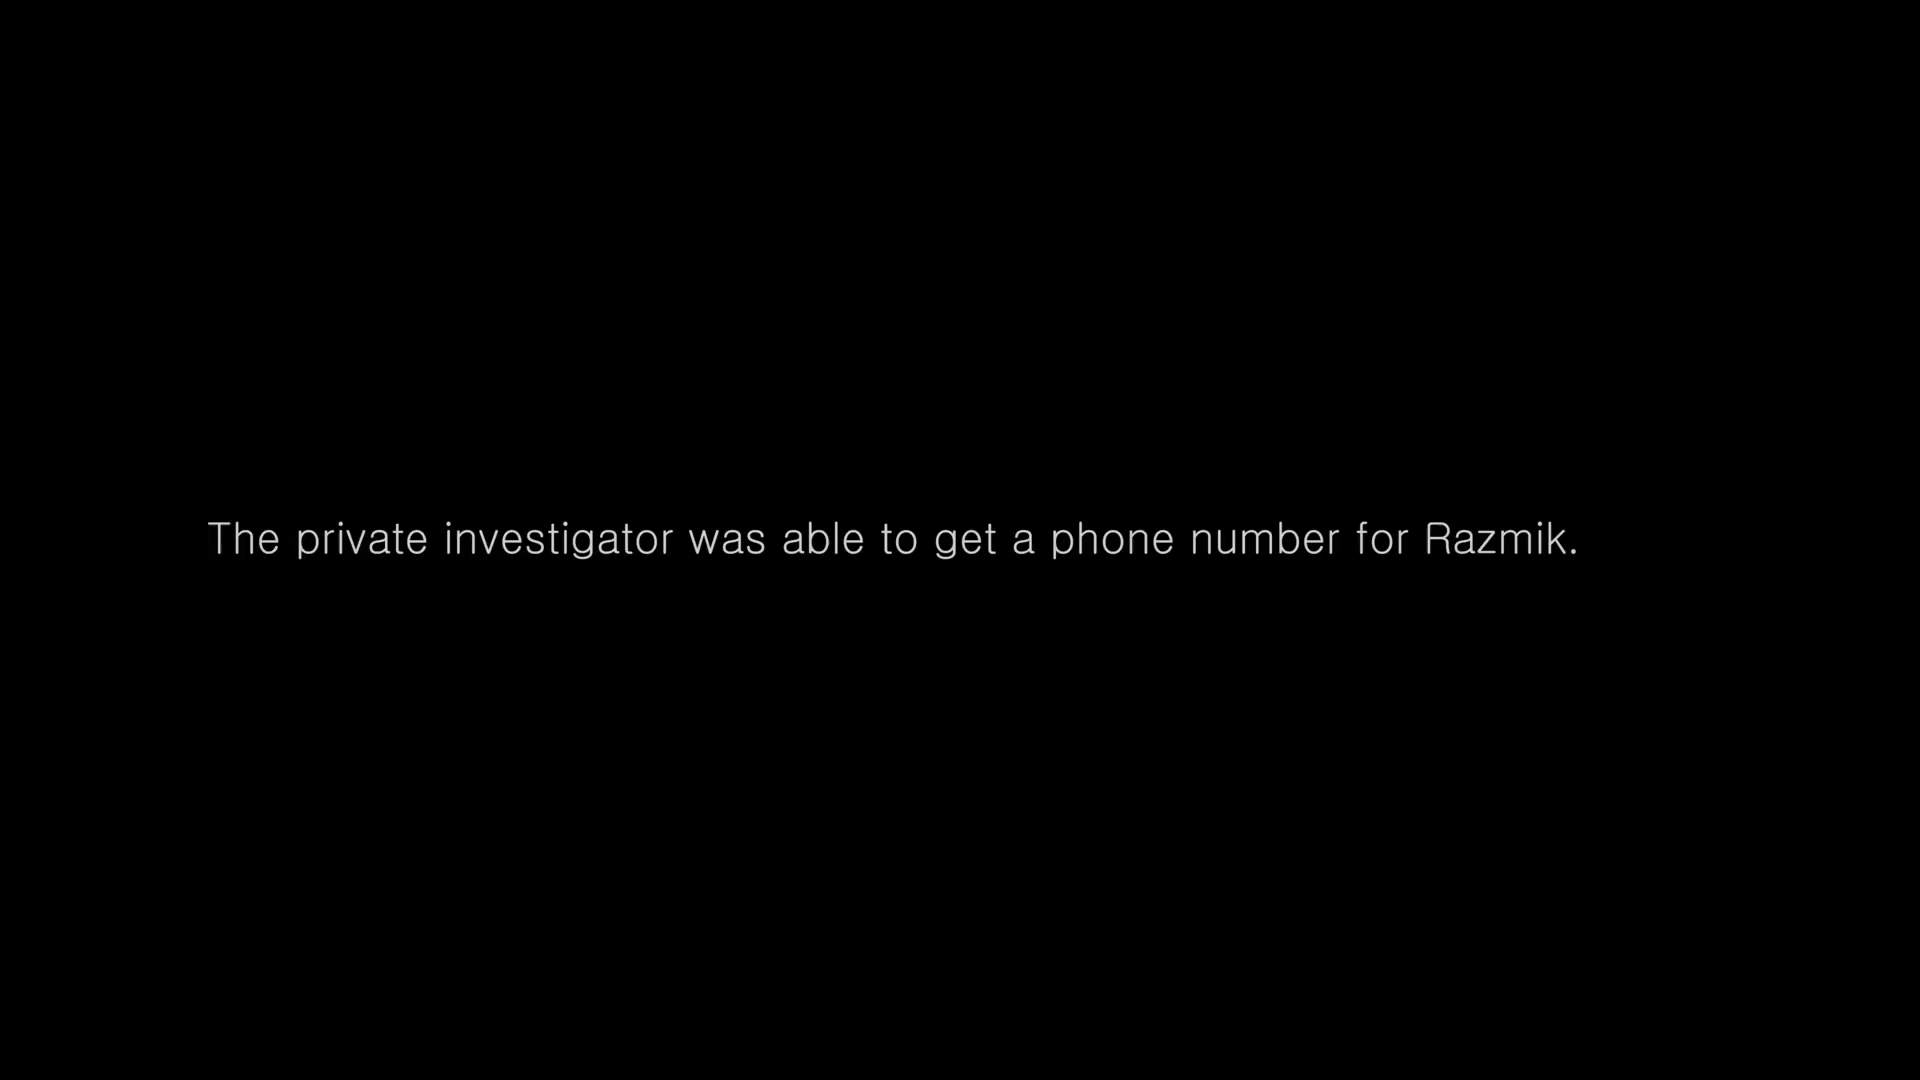 The private investigator was able to get a phone number for Razmik.